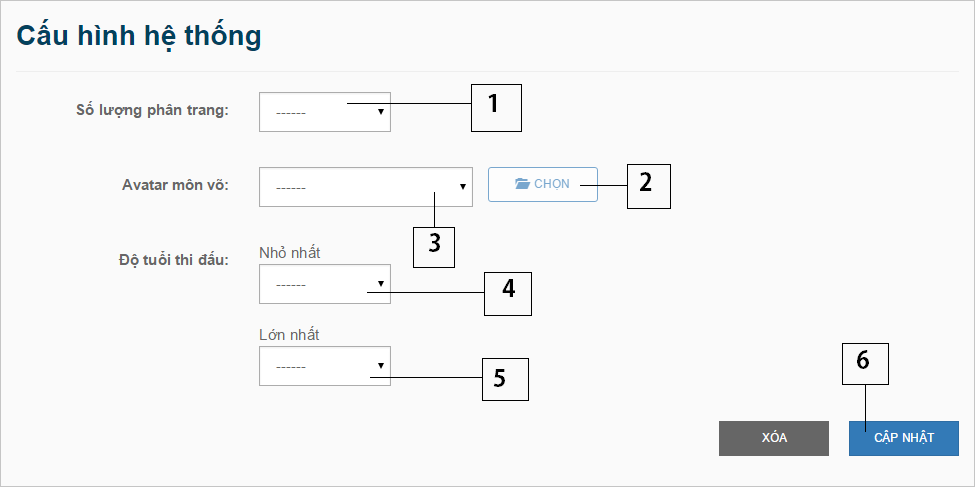 Cấu hình hệ thống
Số lượng phân trang: ------ 1
Avatar môn võ: ------ CHỌN 2
3
Độ tuổi thi đấu: Nhỏ nhất
------ 4
Lớn nhất
------ 5
6
XÓA CẬP NHẬT